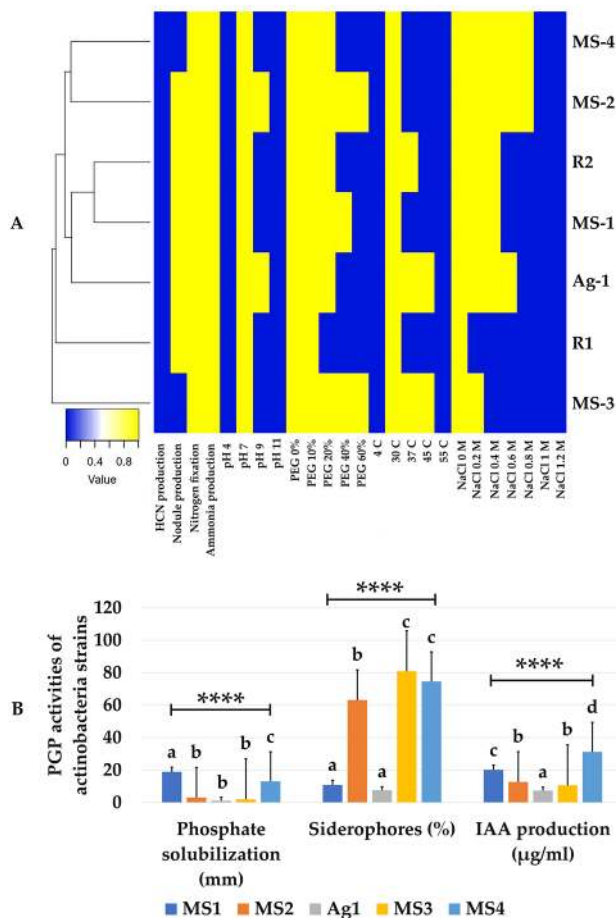 A
MS-4
MS-2
R2
MS-1
Ag-1
R1
MS-3
0 0.4 0.8
Value
HCN production
Nodule production
Nitrogen fixation
Ammonia production
pH 4
pH 7
pH 9
pH 11
PEG 0%
PEG 10%
PEG 20%
PEG 40%
PEG 60%
4 C
30 C
37 C
45 C
55 C
NaCl 0 M
NaCl 0.2 M
NaCl 0.4 M
NaCl 0.6 M
NaCl 0.8 M
NaCl 1 M
NaCl 1.2 M
B
PGP activities of
actinobacteria strains
120
100
80
60
40
20
0
****
a b b b c
****
a b a c c
****
c b a b d
Phosphate
solubilization
(mm)
Siderophores (%)
IAA production
(µg/ml)
MS1 MS2 Ag1 MS3 MS4